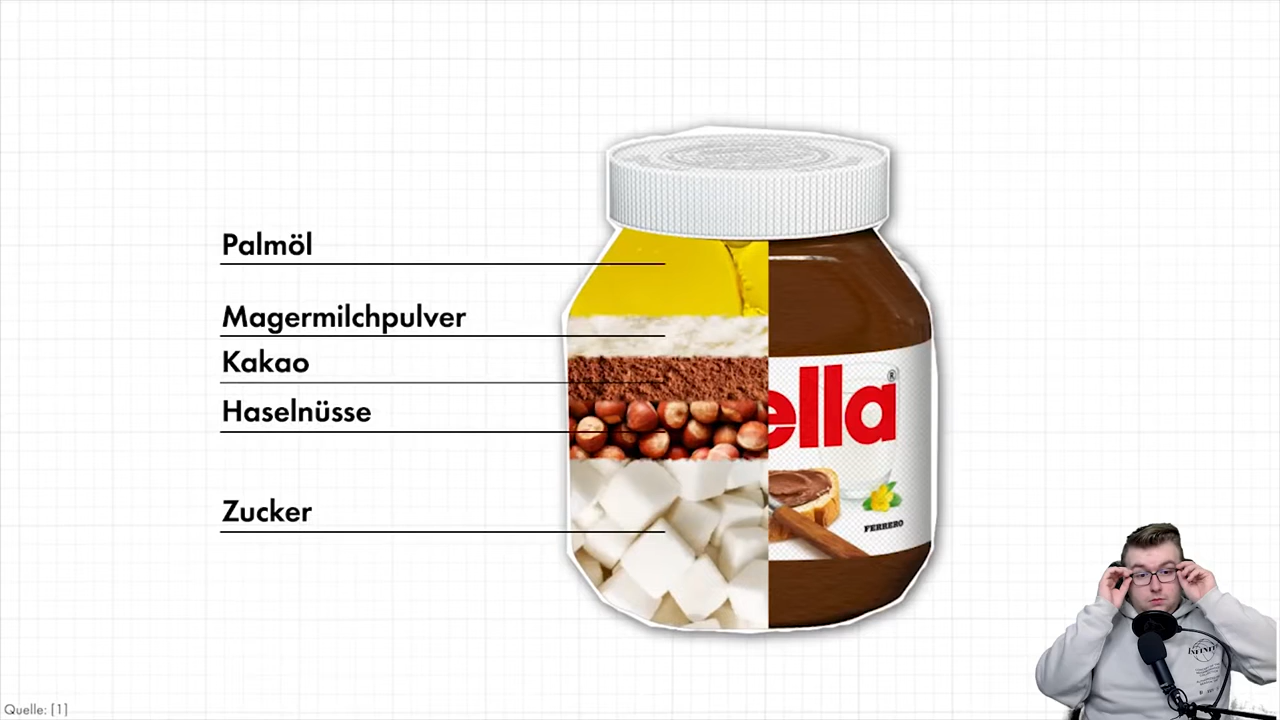 Palmöl
Magermilchpulver
Kakao
Haselnüsse
Zucker
ella
®
FERRERO
Quelle: [1]